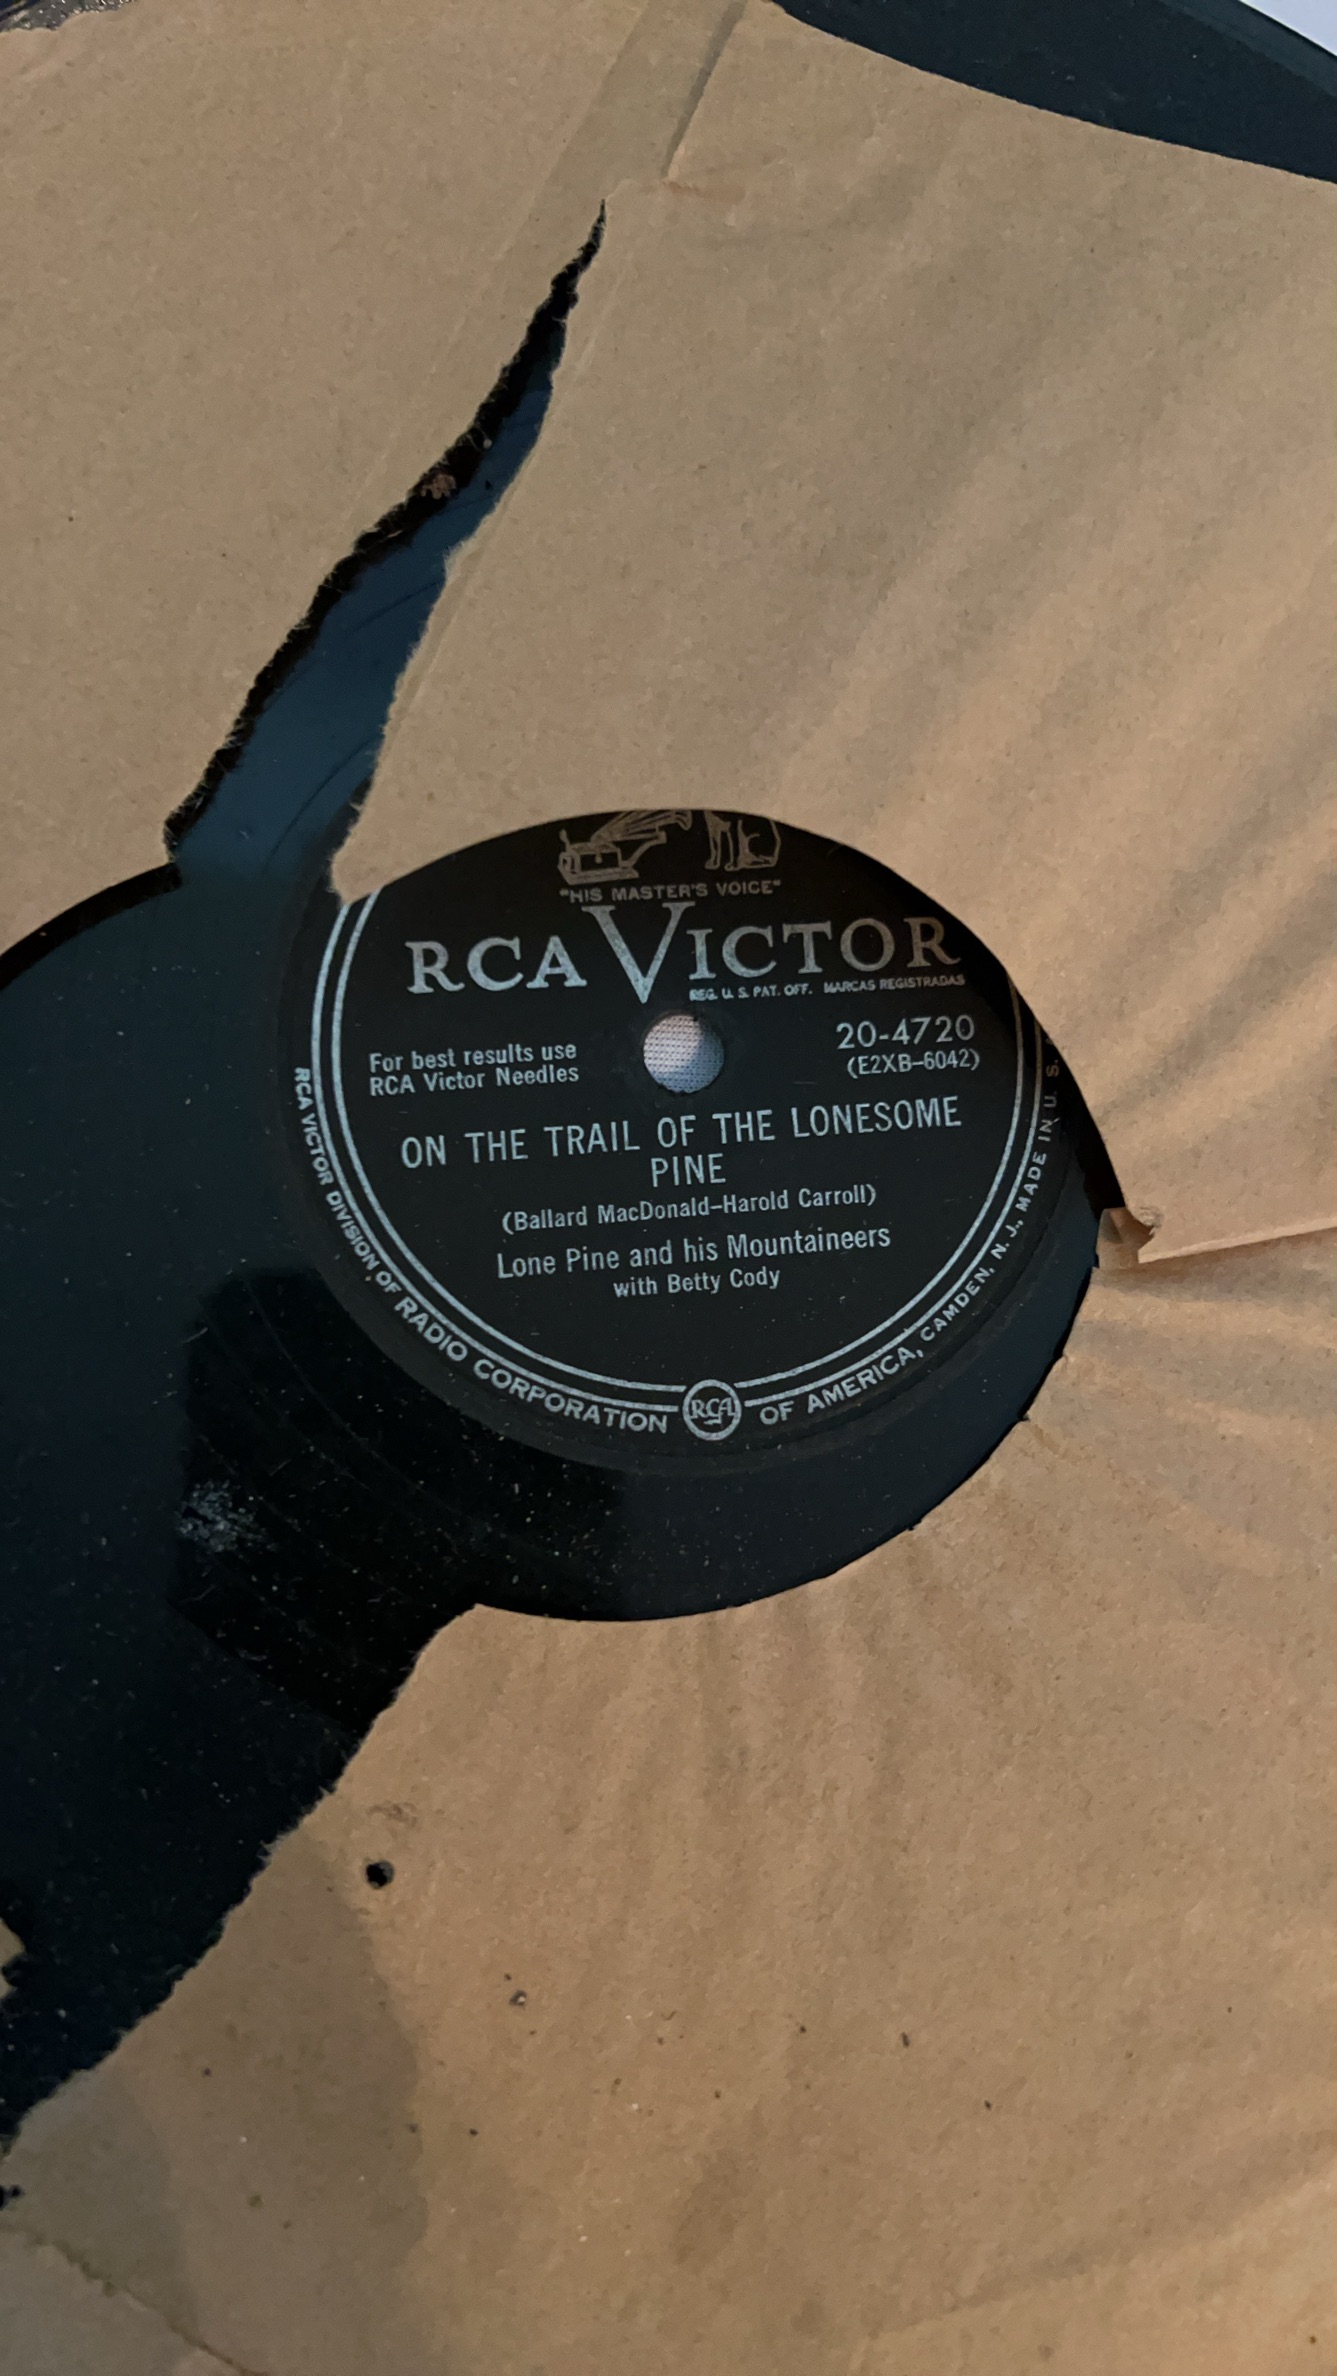 "HIS MASTER'S VOICE"
RCA VICTOR
REG. U. S. PAT. OFF. MARCAS REGISTRADAS
For best results use
RCA Victor Needles
20-4720
(E2XB-6042)
ON THE TRAIL OF THE LONESOME
PINE
(Ballard MacDonald-Harold Carroll)
Lone Pine and his Mountaineers
with Betty Cody
RCA VICTOR DIVISION OF RADIO CORPORATION RCA OF AMERICA, CAMDEN, N. J., MADE IN U. S.